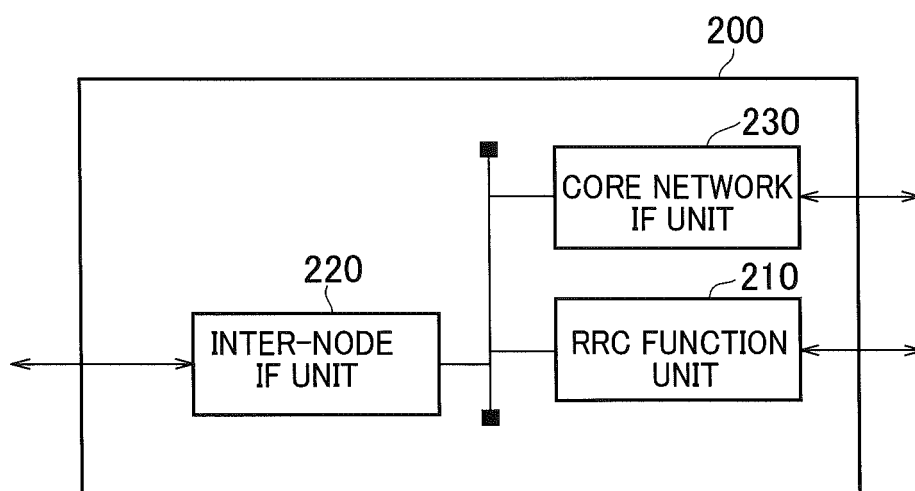 200
230
CORE NETWORK
IF UNIT
220
210
INTER-NODE
IF UNIT
RRC FUNCTION
UNIT